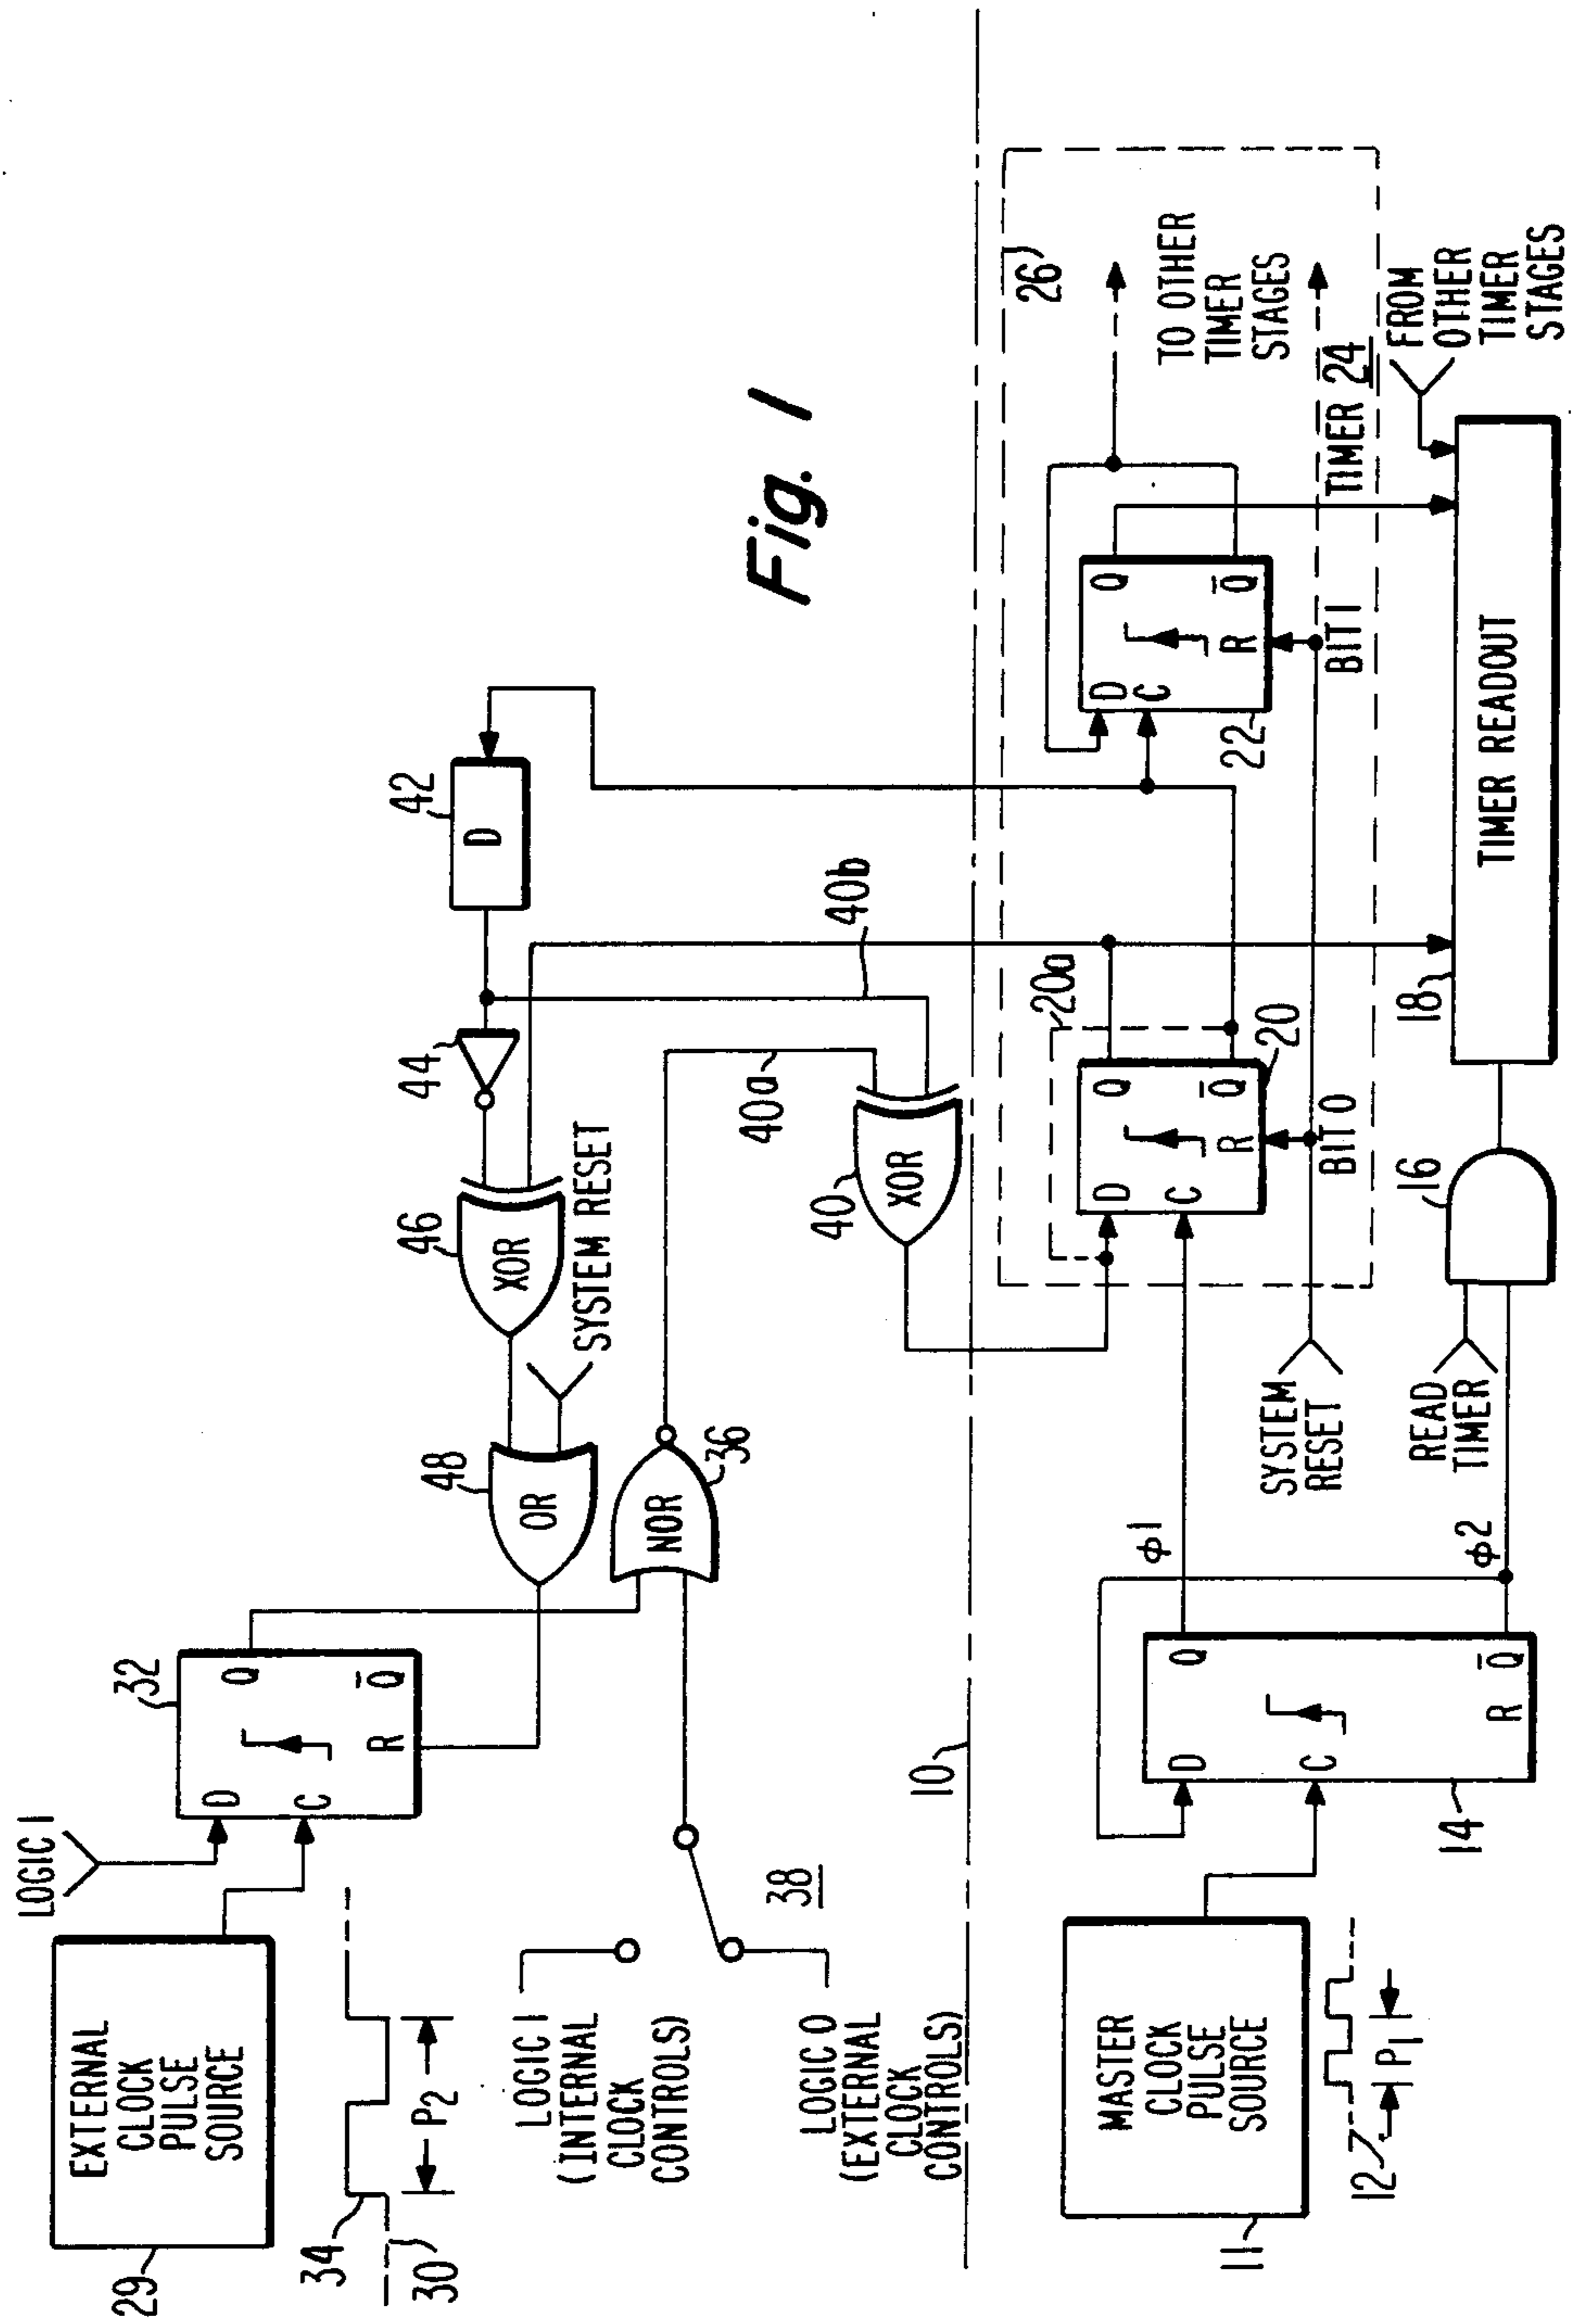 LOGIC 1
EXTERNAL
CLOCK
PULSE
SOURCE
29
34
30
P2
32
D
C
Q
Q̅
R
LOGIC 1
(INTERNAL
CLOCK
CONTROLS)
LOGIC 0
(EXTERNAL
CLOCK
CONTROLS)
38
48
OR
NOR
36
SYSTEM RESET
46
XOR
44
42
D
40a
40b
40
XOR
Fig. 1
10
MASTER
CLOCK
PULSE
SOURCE
11
12
P1
14
D
C
Q
Q̅
R
φ1
φ2
SYSTEM
RESET
READ
TIMER
16
18
TIMER READOUT
20a
20
D
C
Q
Q̅
R
BIT 0
22
D
C
Q
Q̅
R
BIT 1
26
TO OTHER
TIMER
STAGES
TIMER 24
FROM
OTHER
TIMER
STAGES